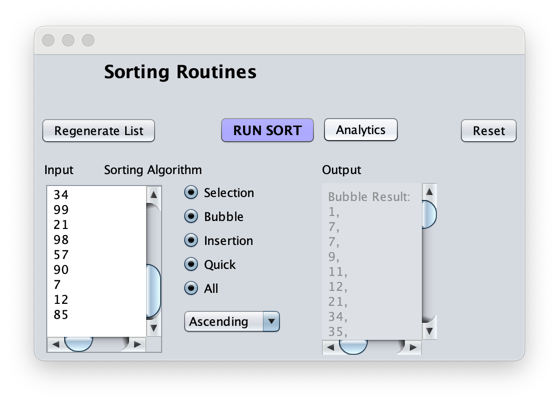 Sorting Routines
Regenerate List
RUN SORT
Analytics
Reset
Input
Sorting Algorithm
Output
34
99
21
98
57
90
7
12
85
Selection
Bubble
Insertion
Quick
All
Ascending
Bubble Result:
1,
7,
7,
9,
11,
12,
21,
34,
35,